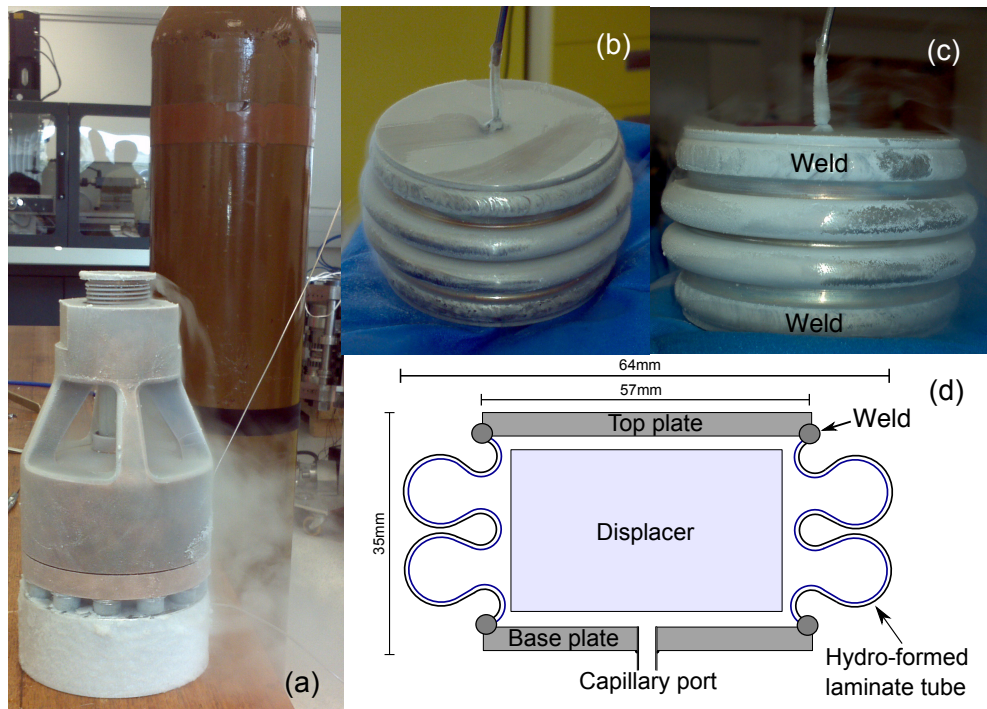 (a)
(b)
(c)
Weld
Weld
(d)
64mm
57mm
Top plate
Weld
35mm
Displacer
Base plate
Capillary port
Hydro-formed
laminate tube